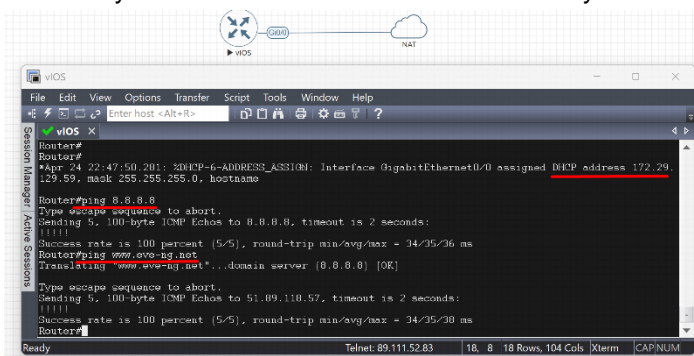 Gi0/0
NAT
vIOS
vIOS
File Edit View Options Transfer Script Tools Window Help
Enter host <Alt+R>
vIOS
Session Manager
Active Sessions
Router#
Router#
*Apr 24 22:47:50.281: %DHCP-6-ADDRESS_ASSIGN: Interface GigabitEthernet0/0 assigned DHCP address 172.29.
129.59, mask 255.255.255.0, hostname
Router#ping 8.8.8.8
Type escape sequence to abort.
Sending 5, 100-byte ICMP Echos to 8.8.8.8, timeout is 2 seconds:
!!!!!
Success rate is 100 percent (5/5), round-trip min/avg/max = 34/35/36 ms
Router#ping www.eve-ng.net
Translating "www.eve-ng.net"...domain server (8.8.8.8) [OK]
Type escape sequence to abort.
Sending 5, 100-byte ICMP Echos to 51.89.118.57, timeout is 2 seconds:
!!!!!
Success rate is 100 percent (5/5), round-trip min/avg/max = 34/35/38 ms
Router#
Ready Telnet: 89.111.52.83 18, 8 18 Rows, 104 Cols Xterm CAP NUM